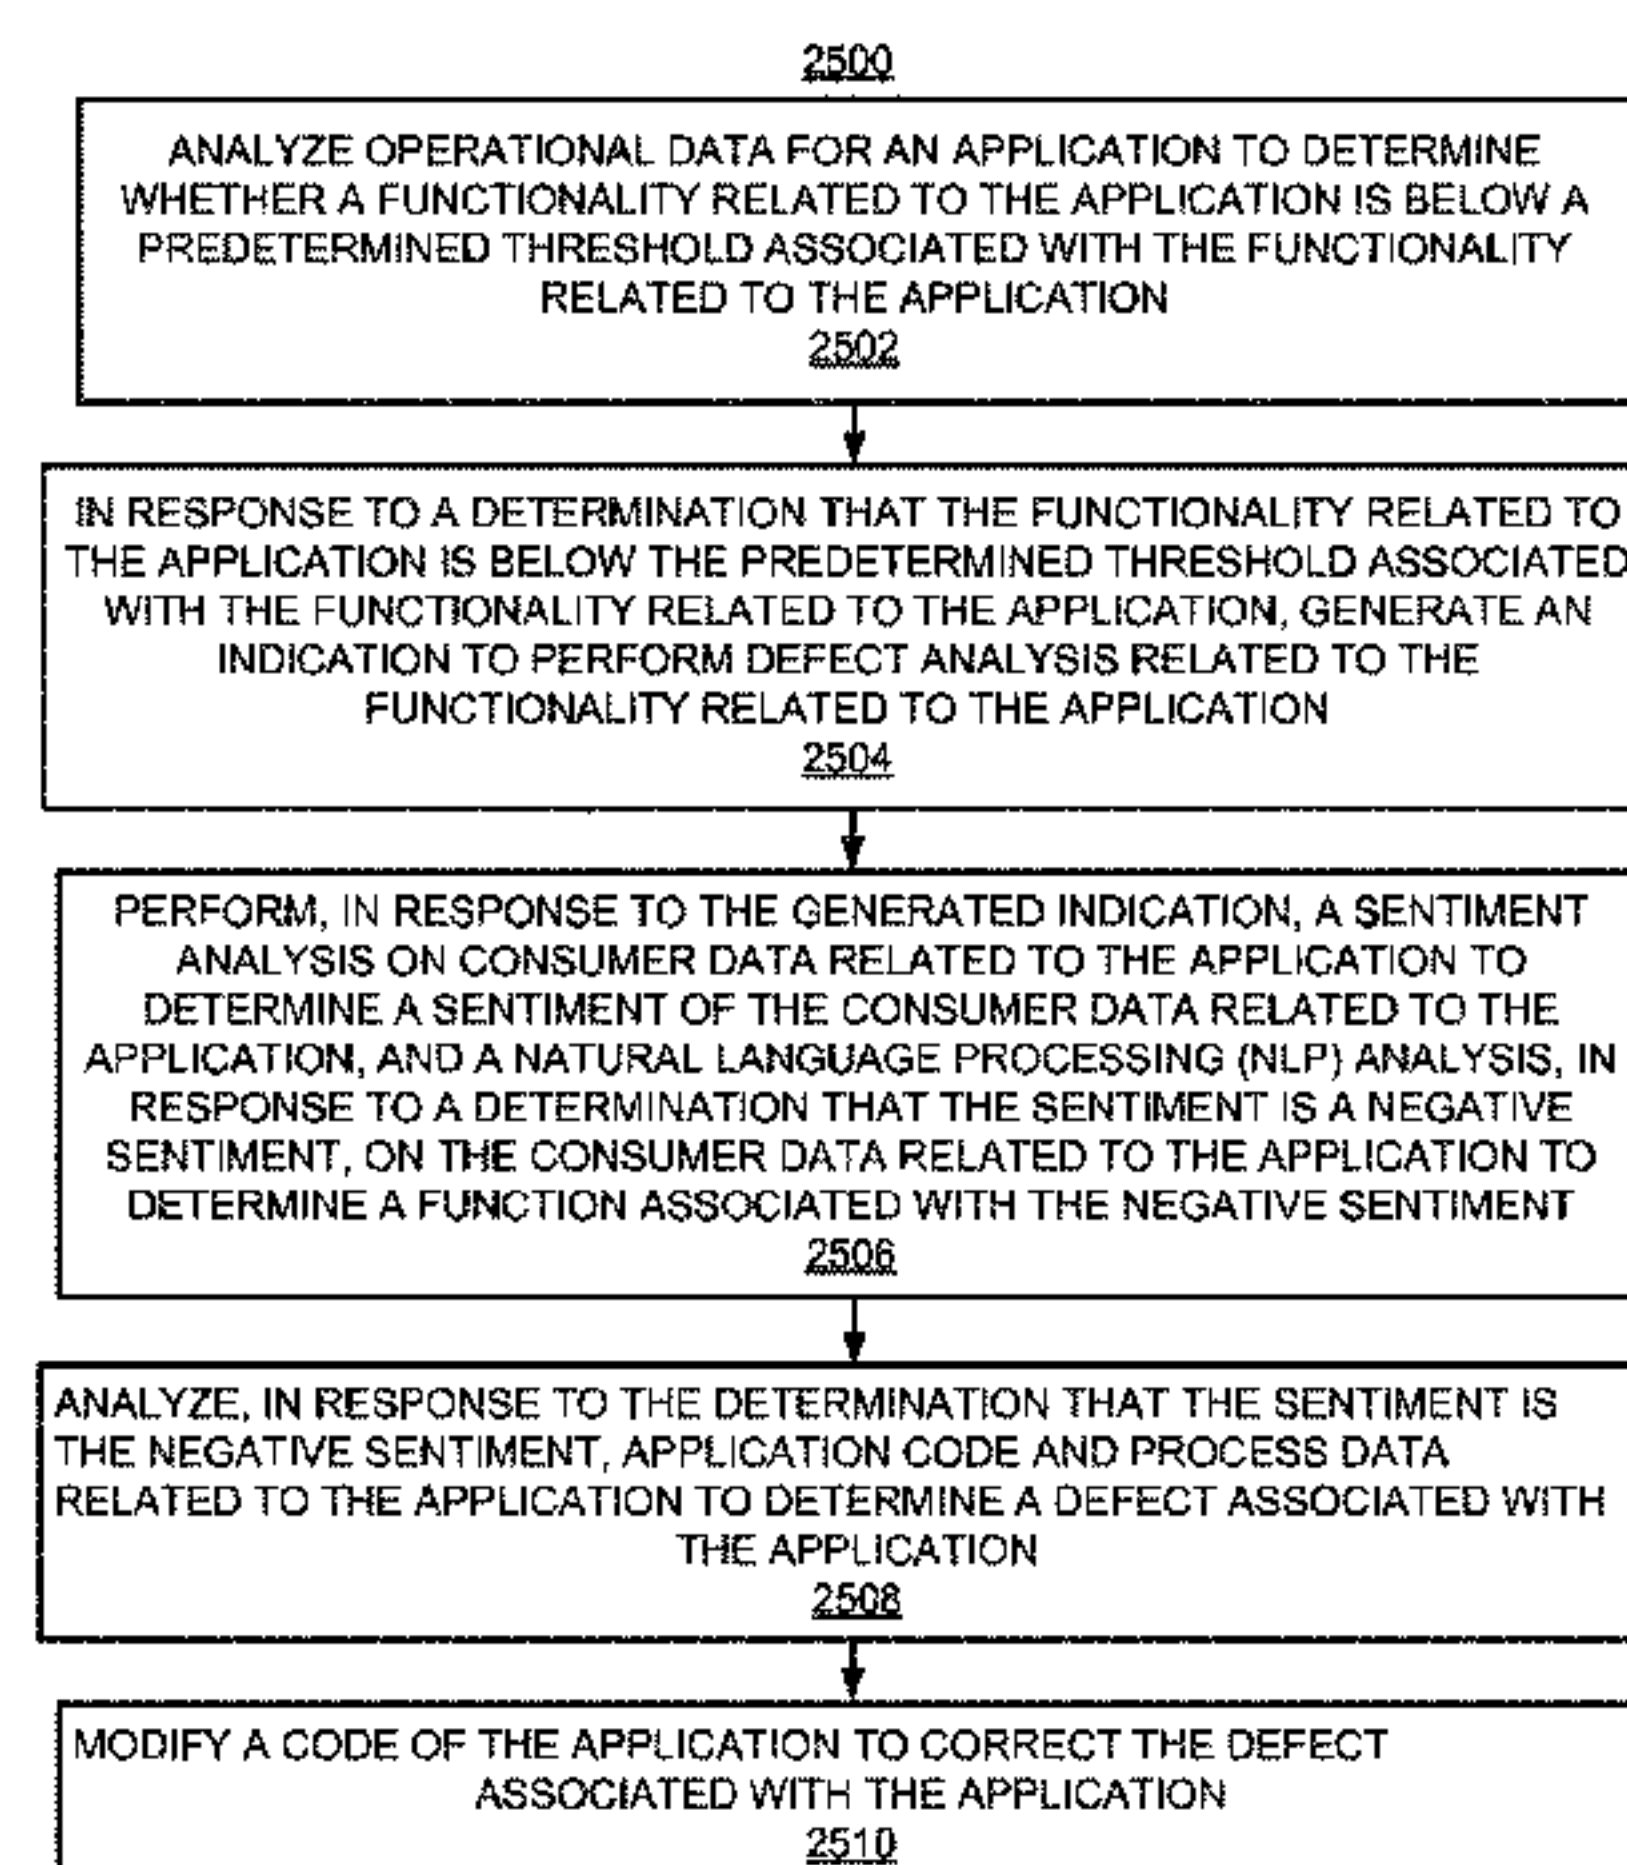 2500
ANALYZE OPERATIONAL DATA FOR AN APPLICATION TO DETERMINE
WHETHER A FUNCTIONALITY RELATED TO THE APPLICATION IS BELOW A
PREDETERMINED THRESHOLD ASSOCIATED WITH THE FUNCTIONALITY
RELATED TO THE APPLICATION
2502
IN RESPONSE TO A DETERMINATION THAT THE FUNCTIONALITY RELATED TO
THE APPLICATION IS BELOW THE PREDETERMINED THRESHOLD ASSOCIATED
WITH THE FUNCTIONALITY RELATED TO THE APPLICATION, GENERATE AN
INDICATION TO PERFORM DEFECT ANALYSIS RELATED TO THE
FUNCTIONALITY RELATED TO THE APPLICATION
2504
PERFORM, IN RESPONSE TO THE GENERATED INDICATION, A SENTIMENT
ANALYSIS ON CONSUMER DATA RELATED TO THE APPLICATION TO
DETERMINE A SENTIMENT OF THE CONSUMER DATA RELATED TO THE
APPLICATION, AND A NATURAL LANGUAGE PROCESSING (NLP) ANALYSIS, IN
RESPONSE TO A DETERMINATION THAT THE SENTIMENT IS A NEGATIVE
SENTIMENT, ON THE CONSUMER DATA RELATED TO THE APPLICATION TO
DETERMINE A FUNCTION ASSOCIATED WITH THE NEGATIVE SENTIMENT
2506
ANALYZE, IN RESPONSE TO THE DETERMINATION THAT THE SENTIMENT IS
THE NEGATIVE SENTIMENT, APPLICATION CODE AND PROCESS DATA
RELATED TO THE APPLICATION TO DETERMINE A DEFECT ASSOCIATED WITH
THE APPLICATION
2508
MODIFY A CODE OF THE APPLICATION TO CORRECT THE DEFECT
ASSOCIATED WITH THE APPLICATION
2510